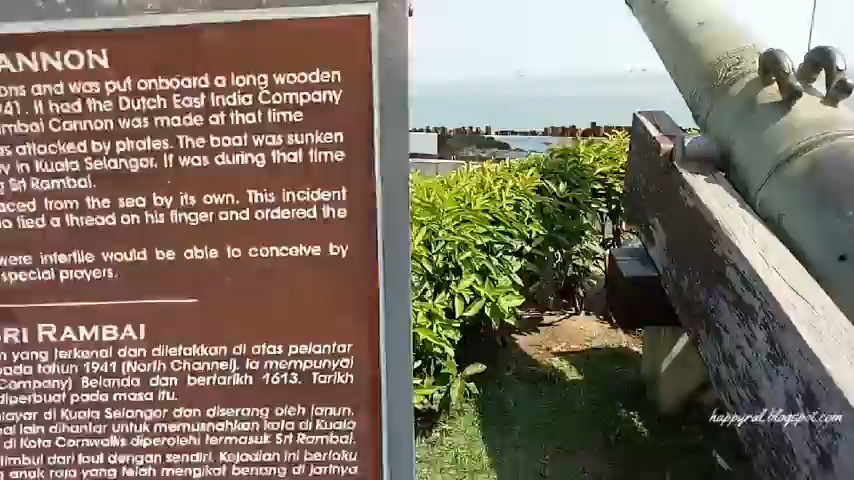 ANNON
ons and was put onboard a long wooden
941. It had the Dutch East India Company
mbai Cannon was made at that time
as attacked by pirates. The boat was sunken
y in Kuala Selangor. It was during that time
g Sri Rambai.
aced from the sea by its own. This incident
o tied a thread on his finger and ordered the
were infertile would be able to conceive by
special prayers.
SRI RAMBAI
n yang terkenal dan diletakkan di atas pelantar
pada tahun 1941 (North Channel). Ia mempunyai
Company) Belanda dan bertarikh 1613. Tarikh
diperbuat pada masa itu.
layar di Kuala Selangor dan diserang oleh lanun.
al lain dihantar untuk memusnahkan kota di Kuala
di Kota Cornwallis diperolehi termasuk Sri Rambai.
timbul dari laut dengan sendiri. Kejadian ini berlaku
g anak raja yang telah mengikat benang di jarinya
happyral.blogspot.com